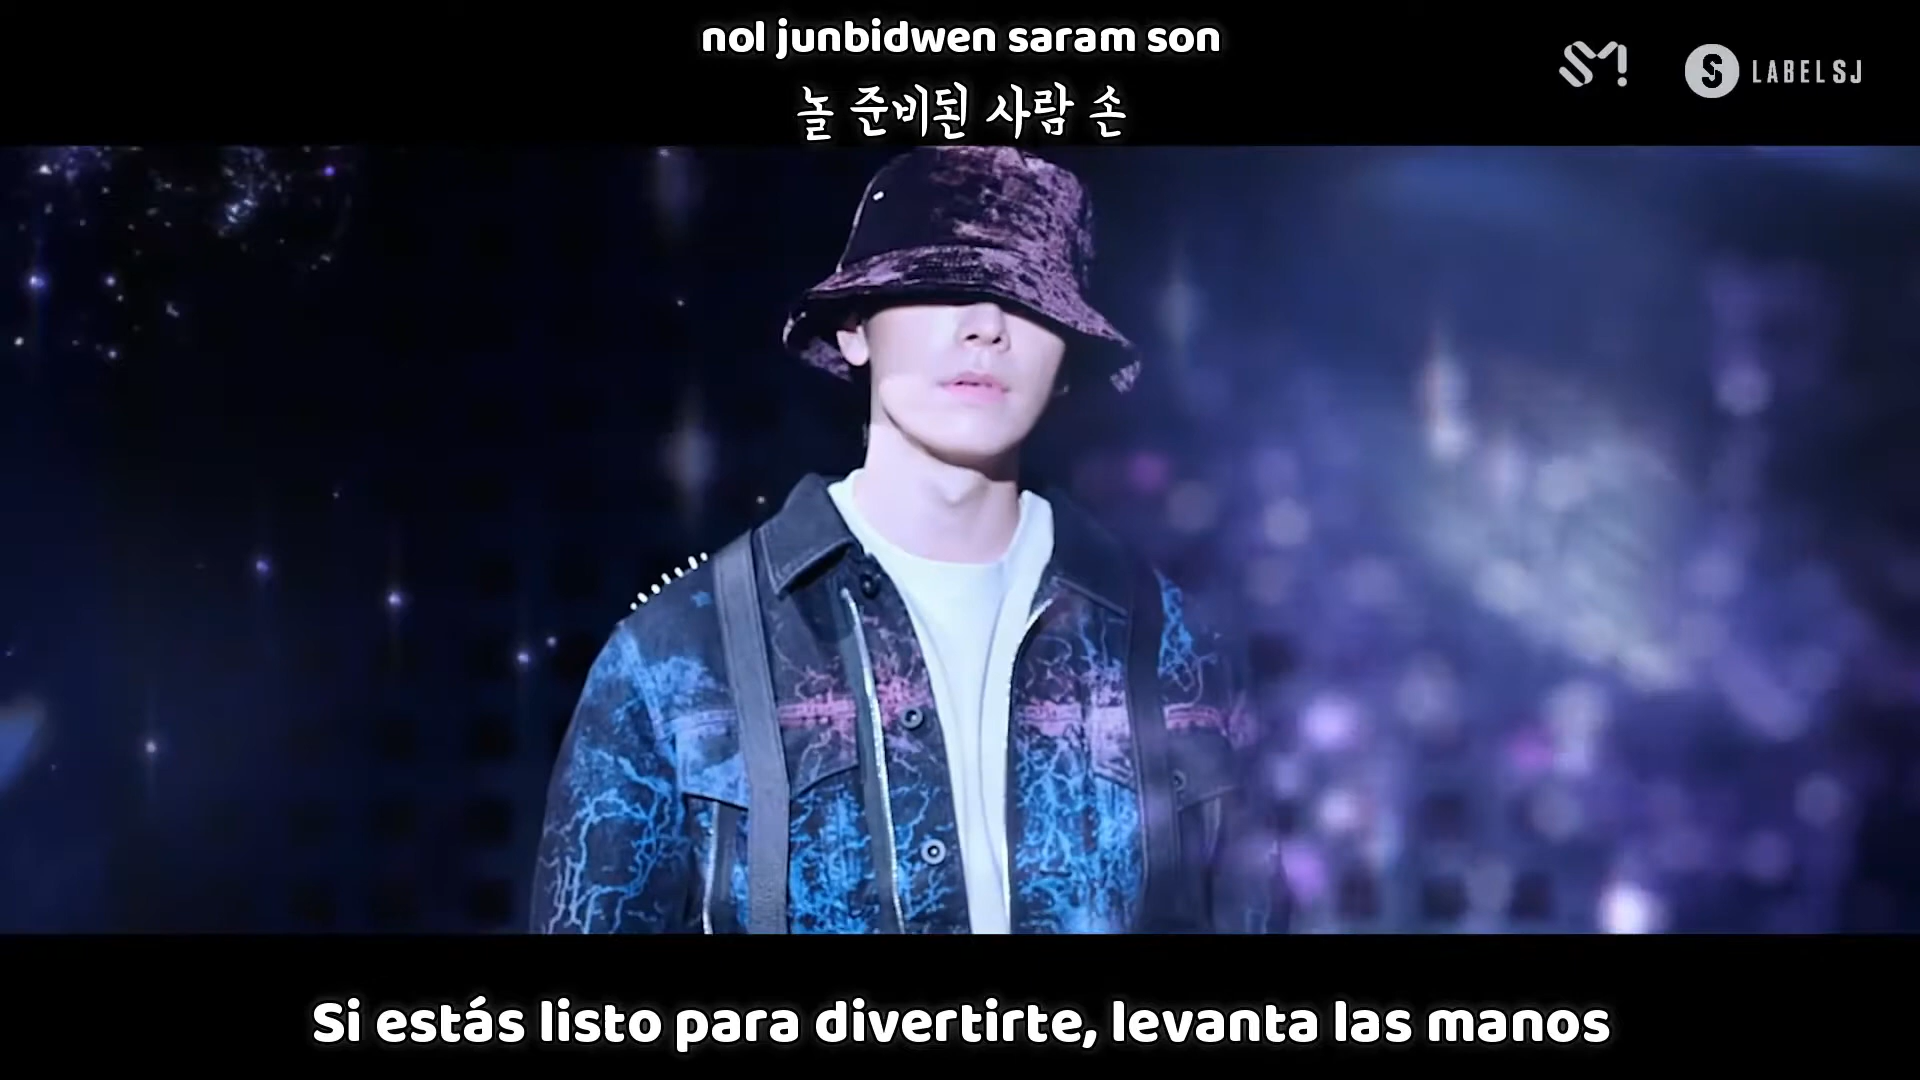 nol junbidwen saram son
놀 준비된 사람 손
SM!
S LABEL SJ
Si estás listo para divertirte, levanta las manos